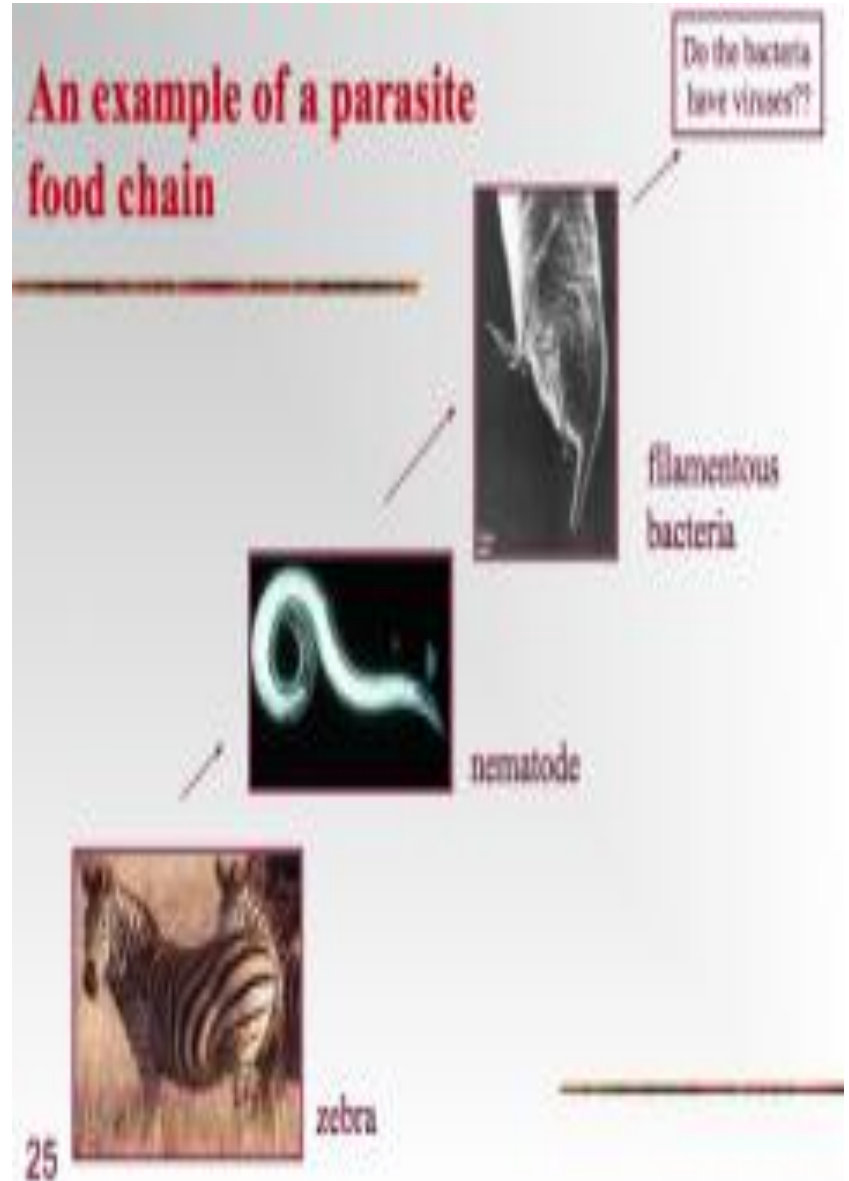 An example of a parasite
food chain
Do the bacteria
have viruses??
filamentous
bacteria
nematode
zebra
25